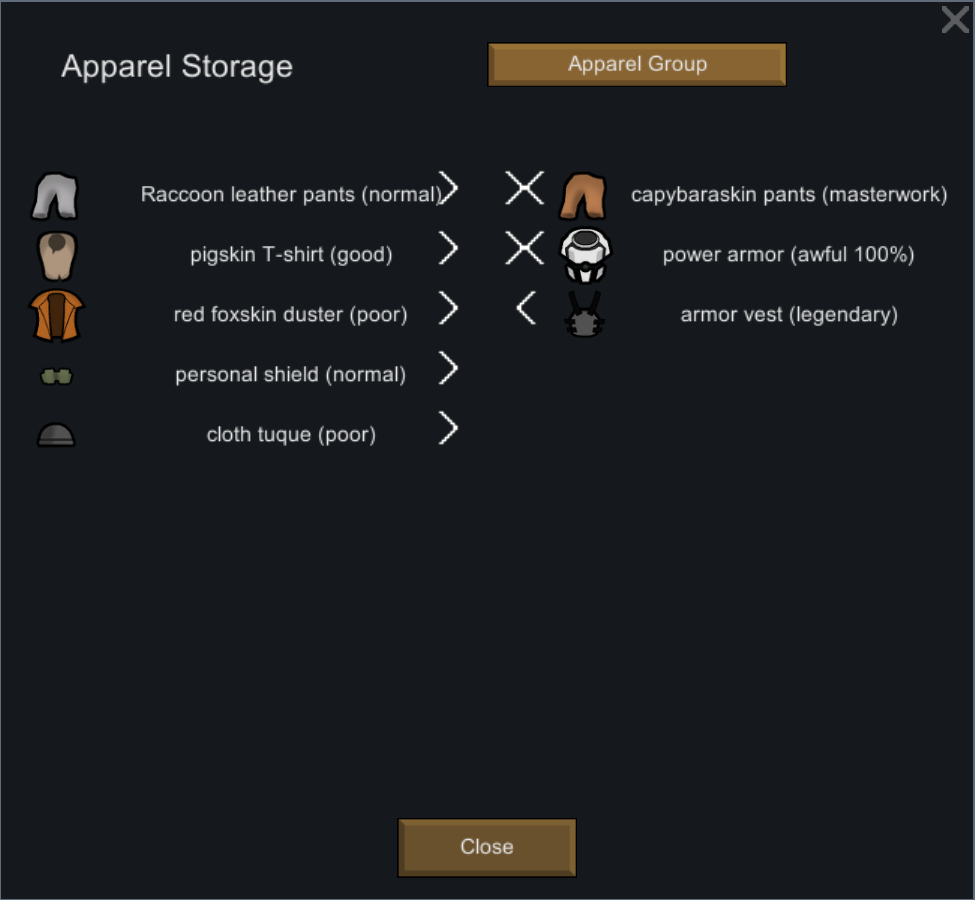 Apparel Storage
Apparel Group
Raccoon leather pants (normal)
capybaraskin pants (masterwork)
pigskin T-shirt (good)
power armor (awful 100%)
red foxskin duster (poor)
armor vest (legendary)
personal shield (normal)
cloth tuque (poor)
Close